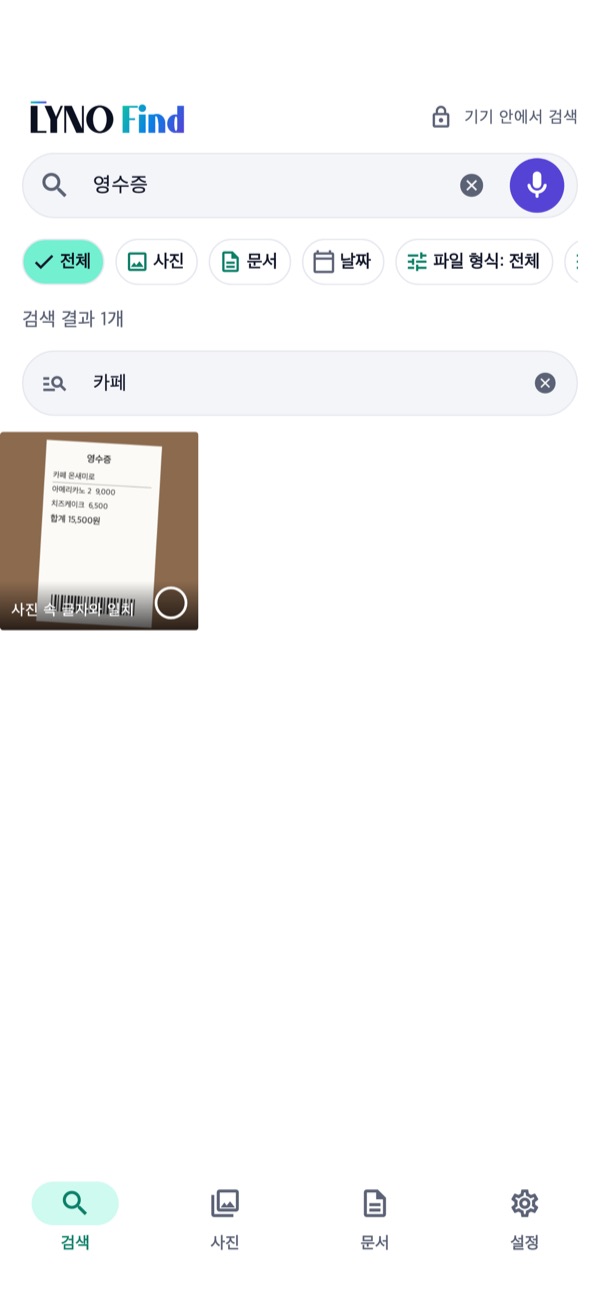 LYNO Find
기기 안에서 검색
영수증
전체
사진
문서
날짜
파일 형식: 전체
검색 결과 1개
카페
영수증
카페 온새미로
아메리카노 2 9,000
치즈케이크 6,500
합계 15,500원
사진 속 글자와 일치
검색
사진
문서
설정